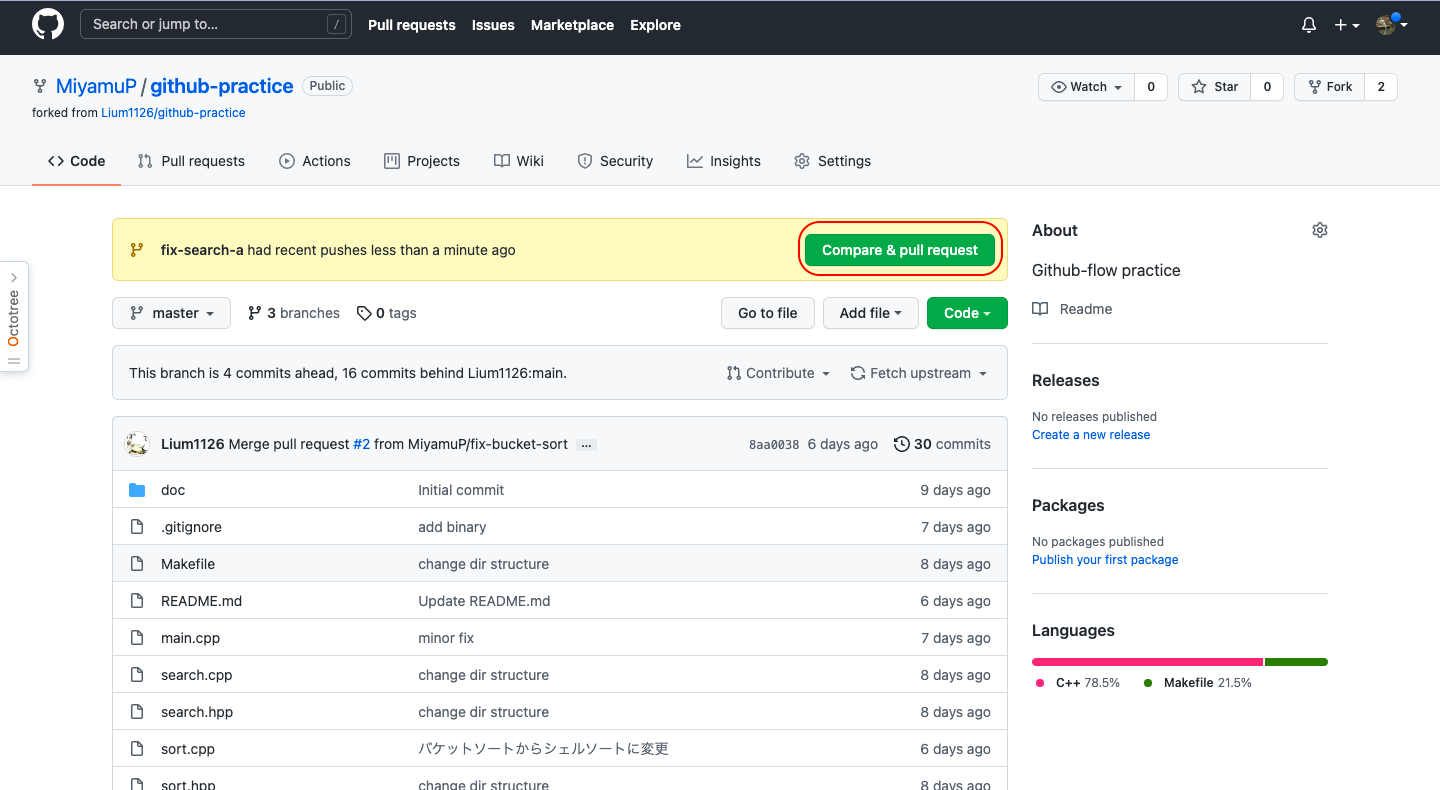 Search or jump to... /
Pull requests Issues Marketplace Explore
MiyamuP / github-practice Public
Watch 0 Star 0 Fork 2
forked from Lium1126/github-practice
Code Pull requests Actions Projects Wiki Security Insights Settings
fix-search-a had recent pushes less than a minute ago Compare & pull request
master 3 branches 0 tags Go to file Add file Code
This branch is 4 commits ahead, 16 commits behind Lium1126:main. Contribute Fetch upstream
Lium1126 Merge pull request #2 from MiyamuP/fix-bucket-sort ... 8aa0038 6 days ago 30 commits
doc Initial commit 9 days ago
.gitignore add binary 7 days ago
Makefile change dir structure 8 days ago
README.md Update README.md 6 days ago
main.cpp minor fix 7 days ago
search.cpp change dir structure 8 days ago
search.hpp change dir structure 8 days ago
sort.cpp バケットソートからシェルソートに変更 6 days ago
sort.hpp change dir structure 8 days ago
About
Github-flow practice
Readme
Releases
No releases published
Create a new release
Packages
No packages published
Publish your first package
Languages
C++ 78.5% Makefile 21.5%
Octotree